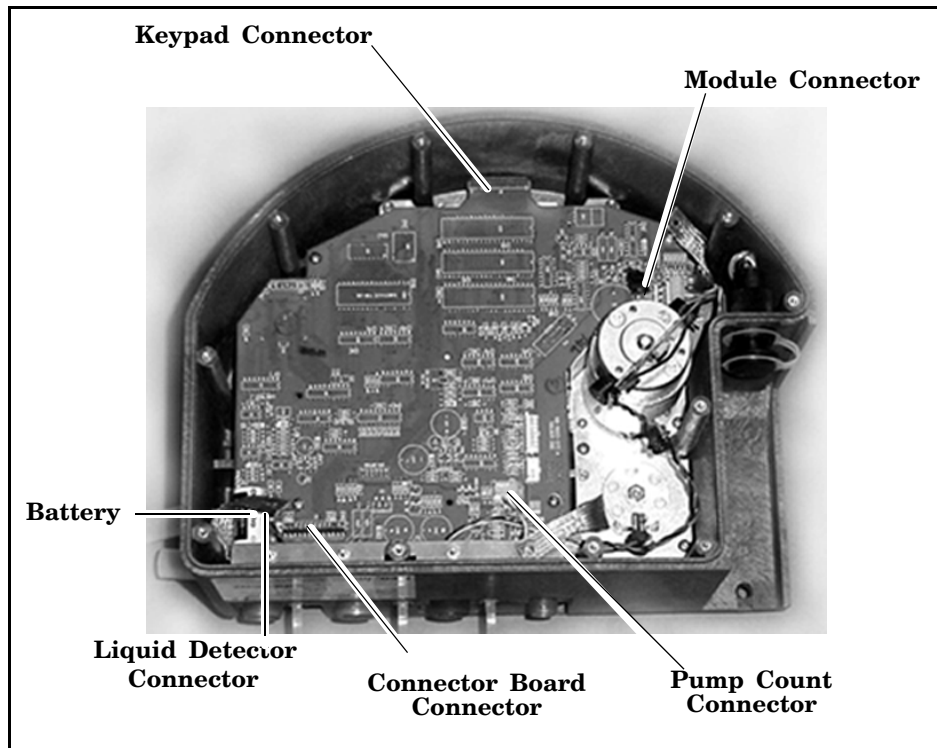 Keypad Connector
Module Connector
Battery
Liquid Detector
Connector
Connector Board
Connector
Pump Count
Connector